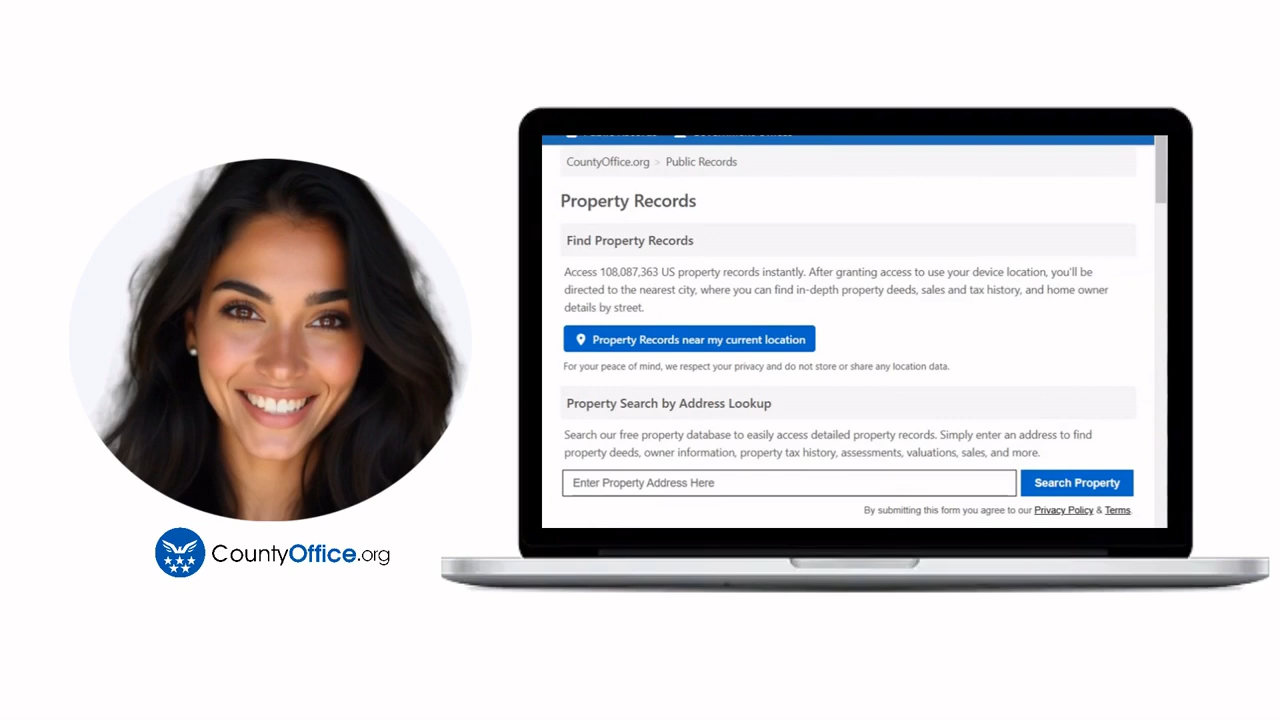 CountyOffice.org
CountyOffice.org > Public Records
Property Records
Find Property Records
Access 108,087,363 US property records instantly. After granting access to use your device location, you'll be
directed to the nearest city, where you can find in-depth property deeds, sales and tax history, and home owner
details by street.
Property Records near my current location
For your peace of mind, we respect your privacy and do not store or share any location data.
Property Search by Address Lookup
Search our free property database to easily access detailed property records. Simply enter an address to find
property deeds, owner information, property tax history, assessments, valuations, sales, and more.
Enter Property Address Here
Search Property
By submitting this form you agree to our Privacy Policy & Terms.